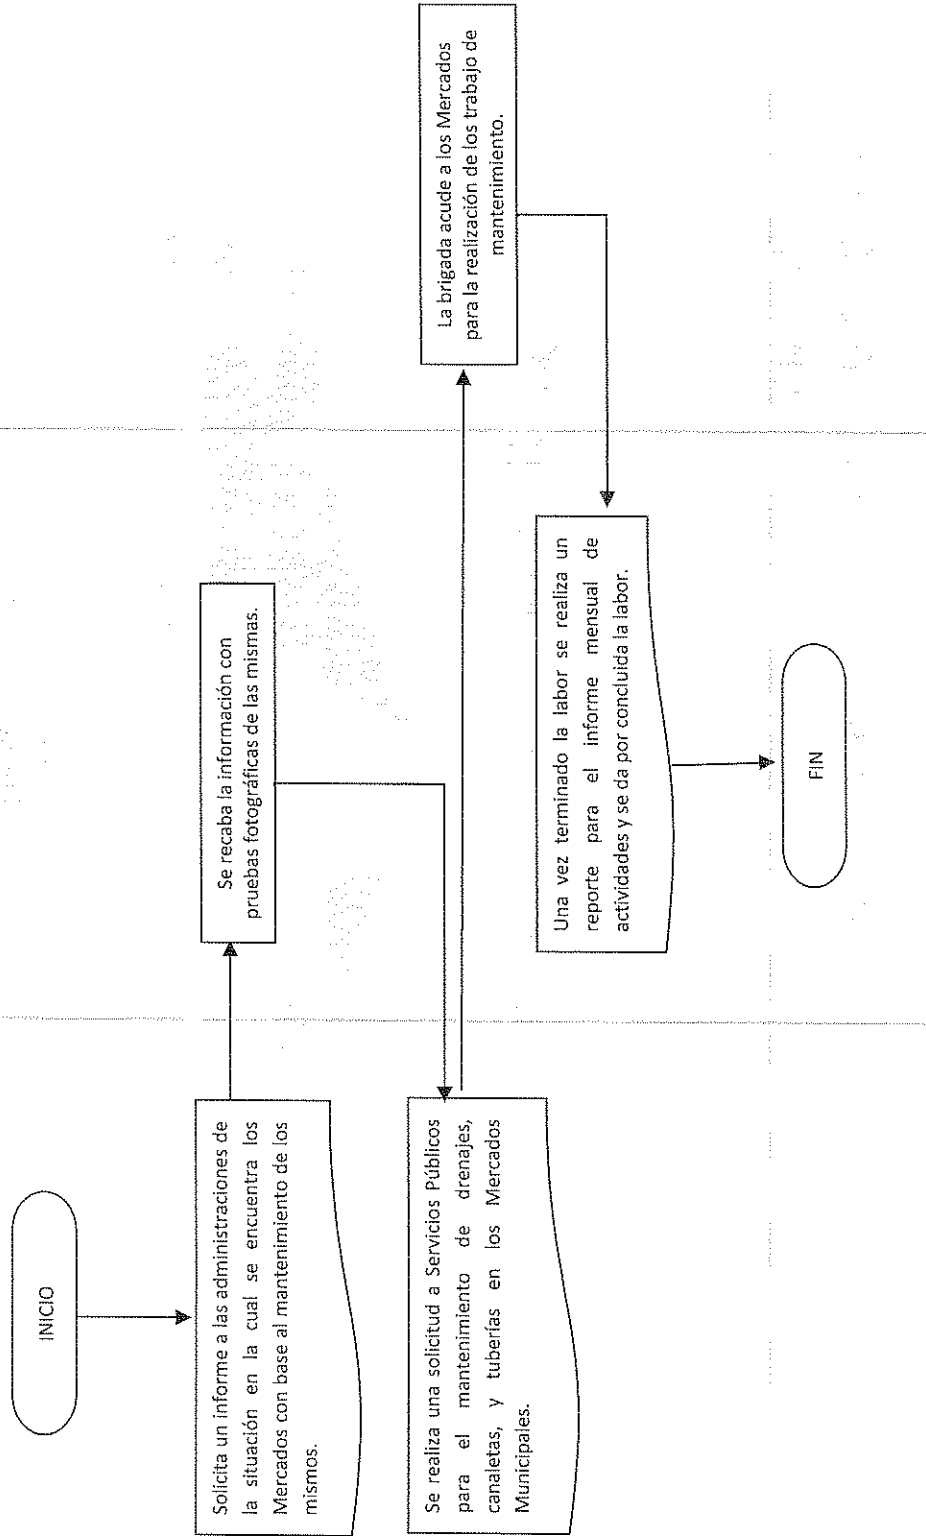 INICIO
Solicita un informe a las administraciones de
la situación en la cual se encuentra los
Mercados con base al mantenimiento de los
mismos.
Se recaba la información con
pruebas fotográficas de las mismas.
Se realiza una solicitud a Servicios Públicos
para el mantenimiento de drenajes,
canaletas, y tuberías en los Mercados
Municipales.
La brigada acude a los Mercados
para la realización de los trabajo de
mantenimiento.
Una vez terminado la labor se realiza un
reporte para el informe mensual de
actividades y se da por concluida la labor.
FIN